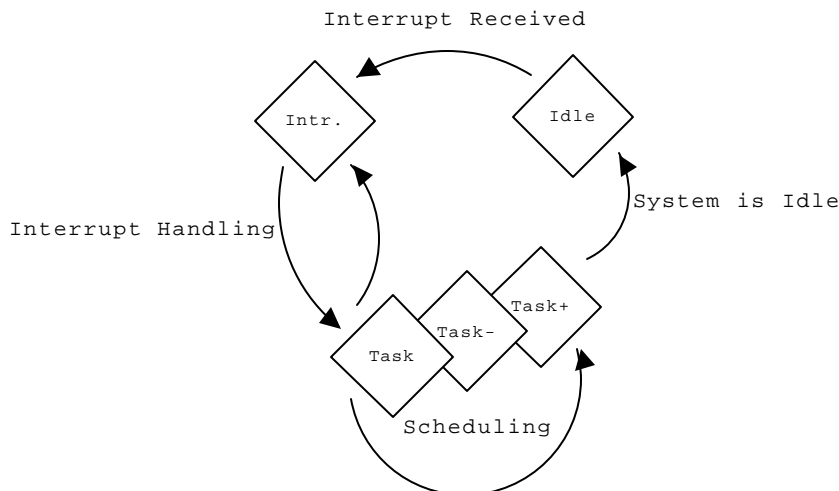 Interrupt Received
Intr.
Idle
System is Idle
Interrupt Handling
Task+
Task-
Task
Scheduling